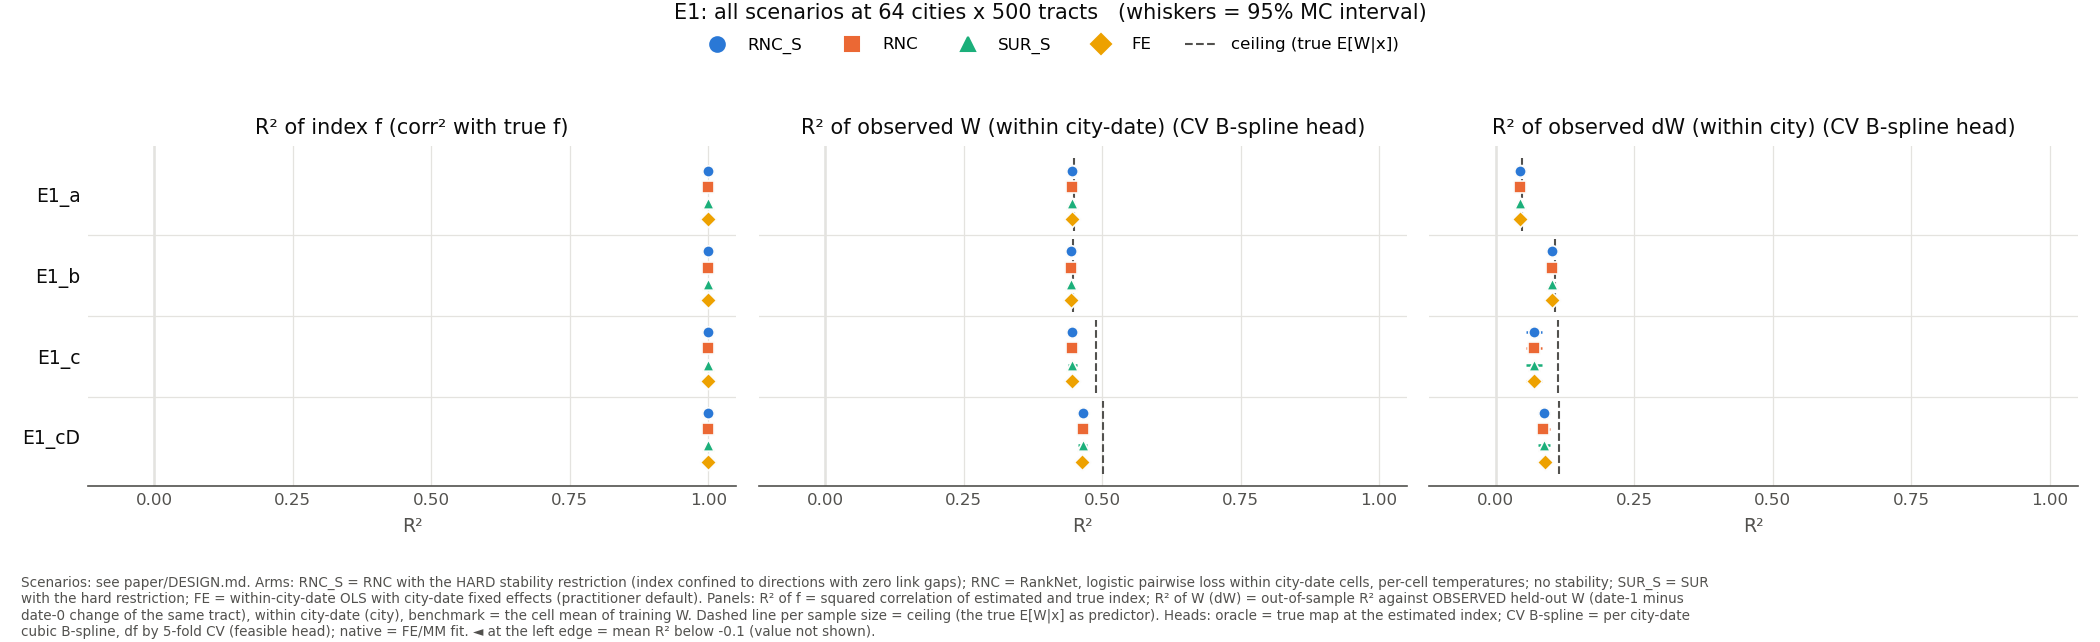 E1: all scenarios at 64 cities x 500 tracts (whiskers = 95% MC interval)
RNC_S RNC SUR_S FE ceiling (true E[W|x])
R² of index f (corr² with true f)
R² of observed W (within city-date) (CV B-spline head)
R² of observed dW (within city) (CV B-spline head)
E1_a
E1_b
E1_c
E1_cD
0.00 0.25 0.50 0.75 1.00
R²
0.00 0.25 0.50 0.75 1.00
R²
0.00 0.25 0.50 0.75 1.00
R²
Scenarios: see paper/DESIGN.md. Arms: RNC_S = RNC with the HARD stability restriction (index confined to directions with zero link gaps); RNC = RankNet, logistic pairwise loss within city-date cells, per-cell temperatures; no stability; SUR_S = SUR
with the hard restriction; FE = within-city-date OLS with city-date fixed effects (practitioner default). Panels: R² of f = squared correlation of estimated and true index; R² of W (dW) = out-of-sample R² against OBSERVED held-out W (date-1 minus
date-0 change of the same tract), within city-date (city), benchmark = the cell mean of training W. Dashed line per sample size = ceiling (the true E[W|x] as predictor). Heads: oracle = true map at the estimated index; CV B-spline = per city-date
cubic B-spline, df by 5-fold CV (feasible head); native = FE/MM fit. ◄ at the left edge = mean R² below -0.1 (value not shown).